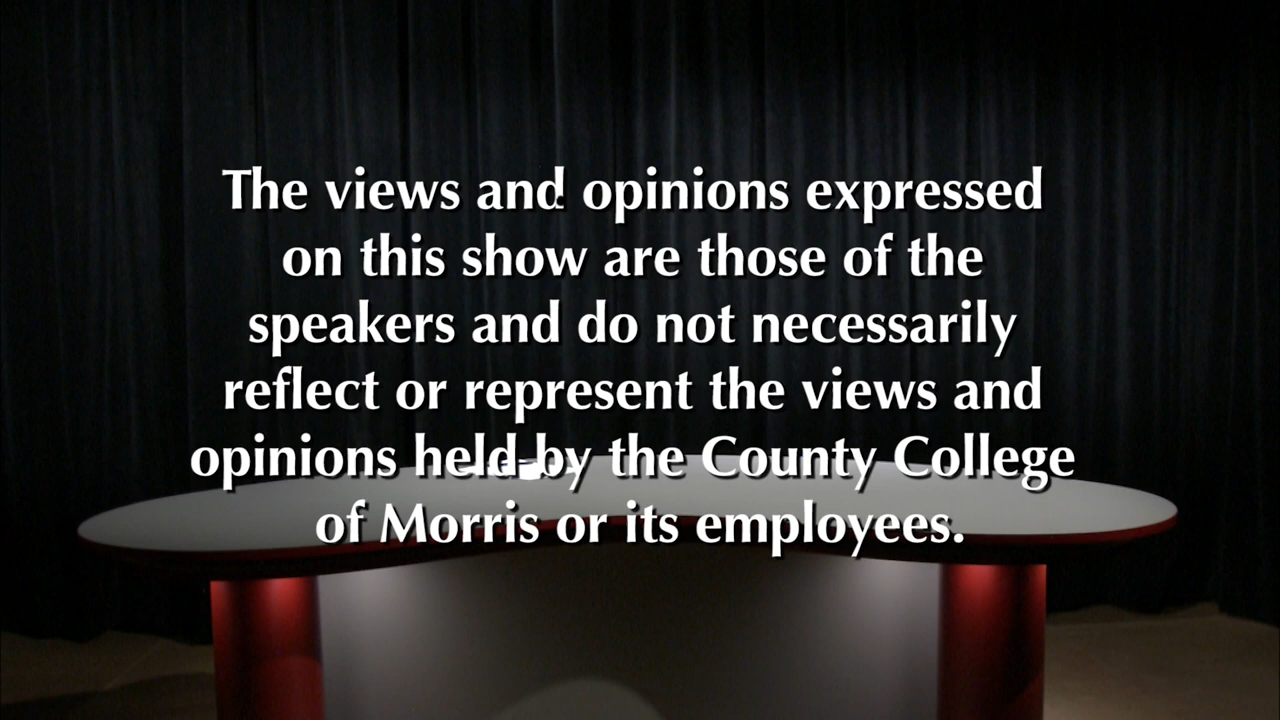 The views and opinions expressed
on this show are those of the
speakers and do not necessarily
reflect or represent the views and
opinions held by the County College
of Morris or its employees.